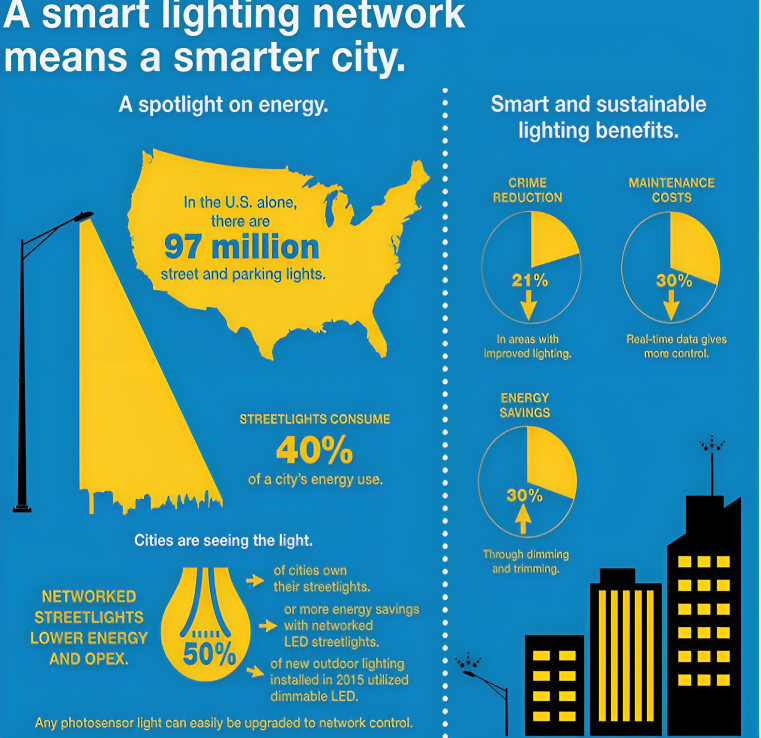 A smart lighting network
means a smarter city.
A spotlight on energy.
In the U.S. alone,
there are
97 million
street and parking lights.
STREETLIGHTS CONSUME
40%
of a city's energy use.
Cities are seeing the light.
NETWORKED
STREETLIGHTS
LOWER ENERGY
AND OPEX.
50%
of cities own
their streetlights.
or more energy savings
with networked
LED streetlights.
of new outdoor lighting
installed in 2015 utilized
dimmable LED.
Any photosensor light can easily be upgraded to network control.
Smart and sustainable
lighting benefits.
CRIME
REDUCTION
21%
In areas with
improved lighting.
MAINTENANCE
COSTS
30%
Real-time data gives
more control.
ENERGY
SAVINGS
30%
Through dimming
and trimming.